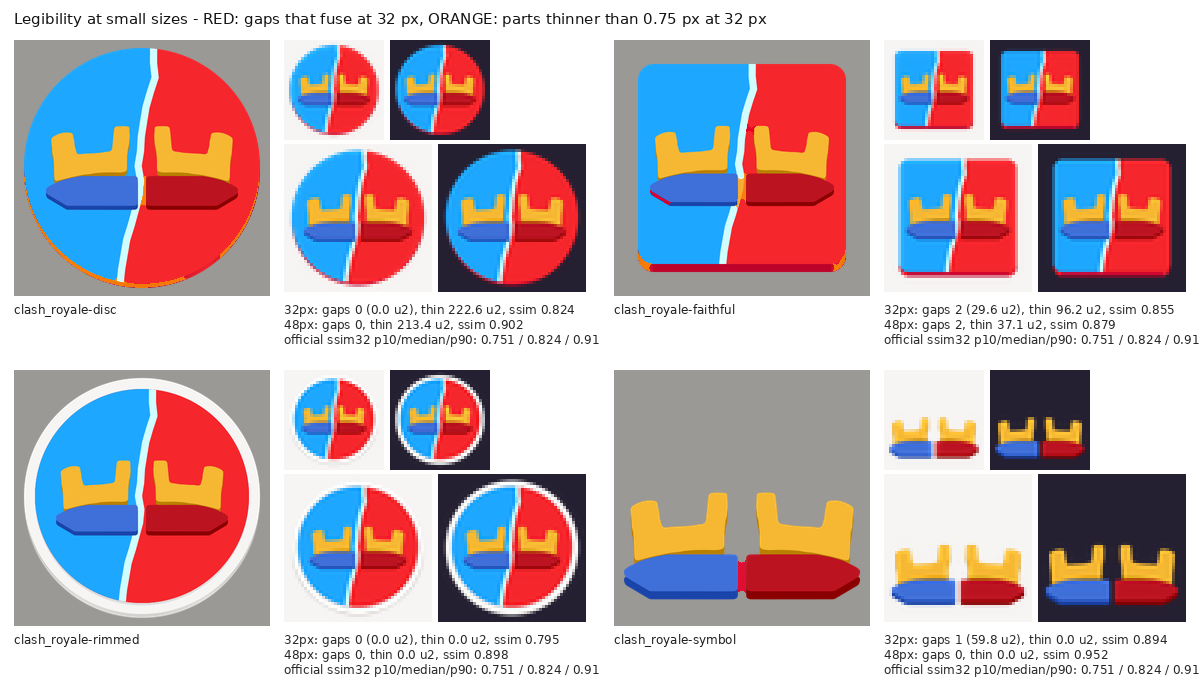 Legibility at small sizes - RED: gaps that fuse at 32 px, ORANGE: parts thinner than 0.75 px at 32 px
clash_royale-disc
32px: gaps 0 (0.0 u2), thin 222.6 u2, ssim 0.824
48px: gaps 0, thin 213.4 u2, ssim 0.902
official ssim32 p10/median/p90: 0.751 / 0.824 / 0.91
clash_royale-faithful
32px: gaps 2 (29.6 u2), thin 96.2 u2, ssim 0.855
48px: gaps 2, thin 37.1 u2, ssim 0.879
official ssim32 p10/median/p90: 0.751 / 0.824 / 0.91
clash_royale-rimmed
32px: gaps 0 (0.0 u2), thin 0.0 u2, ssim 0.795
48px: gaps 0, thin 0.0 u2, ssim 0.898
official ssim32 p10/median/p90: 0.751 / 0.824 / 0.91
clash_royale-symbol
32px: gaps 1 (59.8 u2), thin 0.0 u2, ssim 0.894
48px: gaps 0, thin 0.0 u2, ssim 0.952
official ssim32 p10/median/p90: 0.751 / 0.824 / 0.91